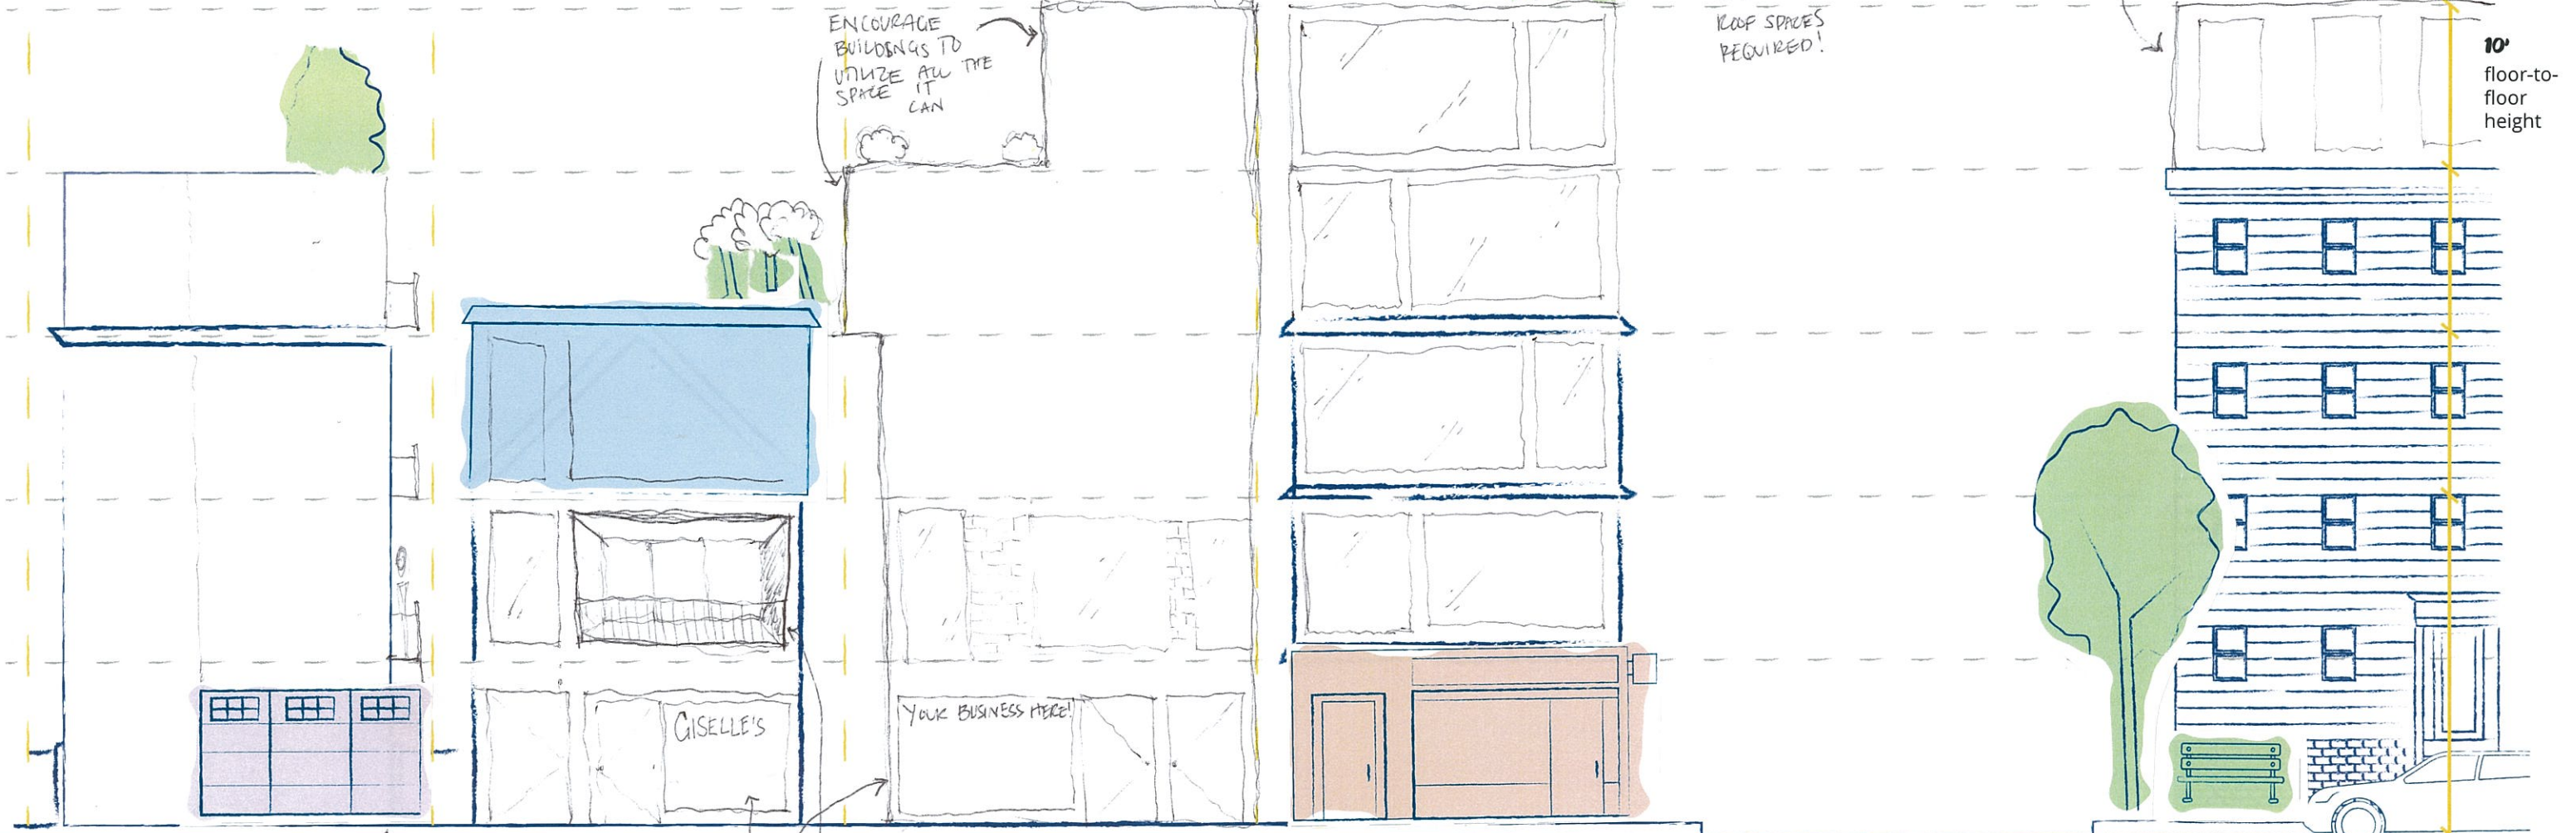 ENCOURAGE
BUILDINGS TO
UTILIZE ALL THE
SPACE IT
CAN
ROOF SPACES
REQUIRED!
10'
floor-to-
floor
height
GISELLE'S
YOUR BUSINESS HERE!